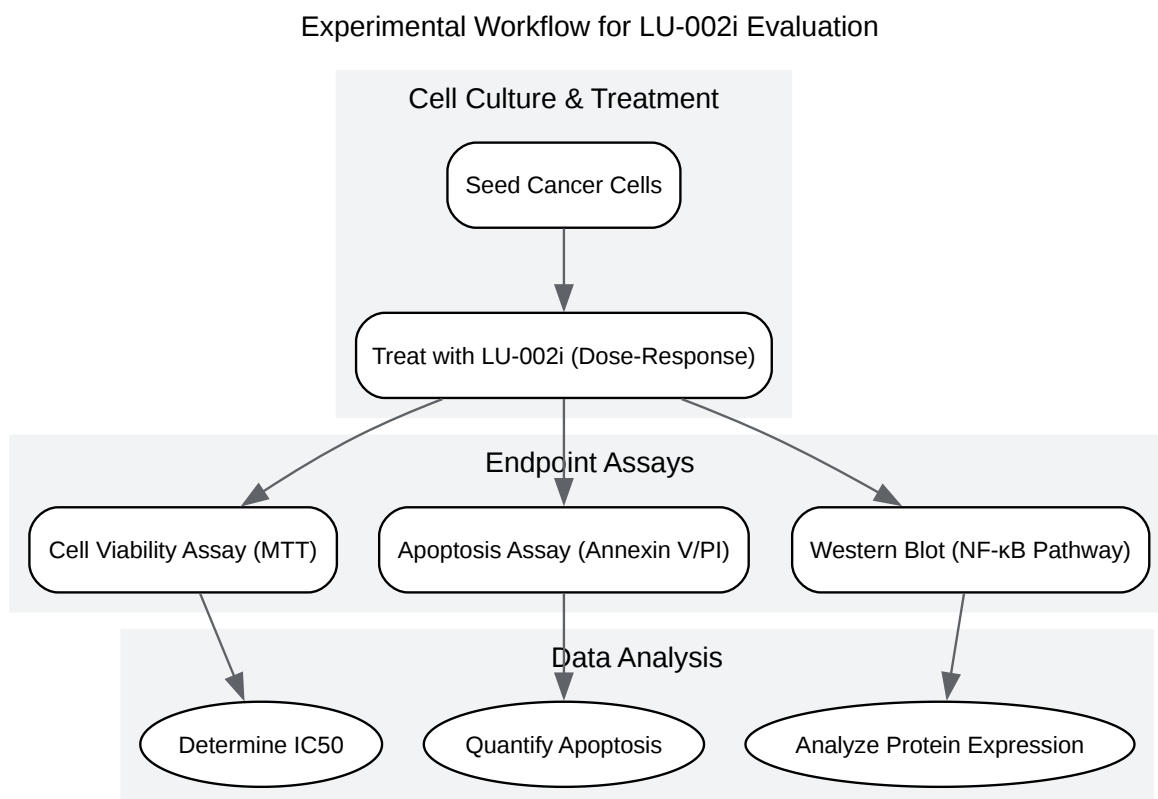 Experimental Workflow for LU-002i Evaluation
Cell Culture & Treatment
Seed Cancer Cells
Treat with LU-002i (Dose-Response)
Endpoint Assays
Cell Viability Assay (MTT)
Apoptosis Assay (Annexin V/PI)
Western Blot (NF-κB Pathway)
Data Analysis
Determine IC50
Quantify Apoptosis
Analyze Protein Expression